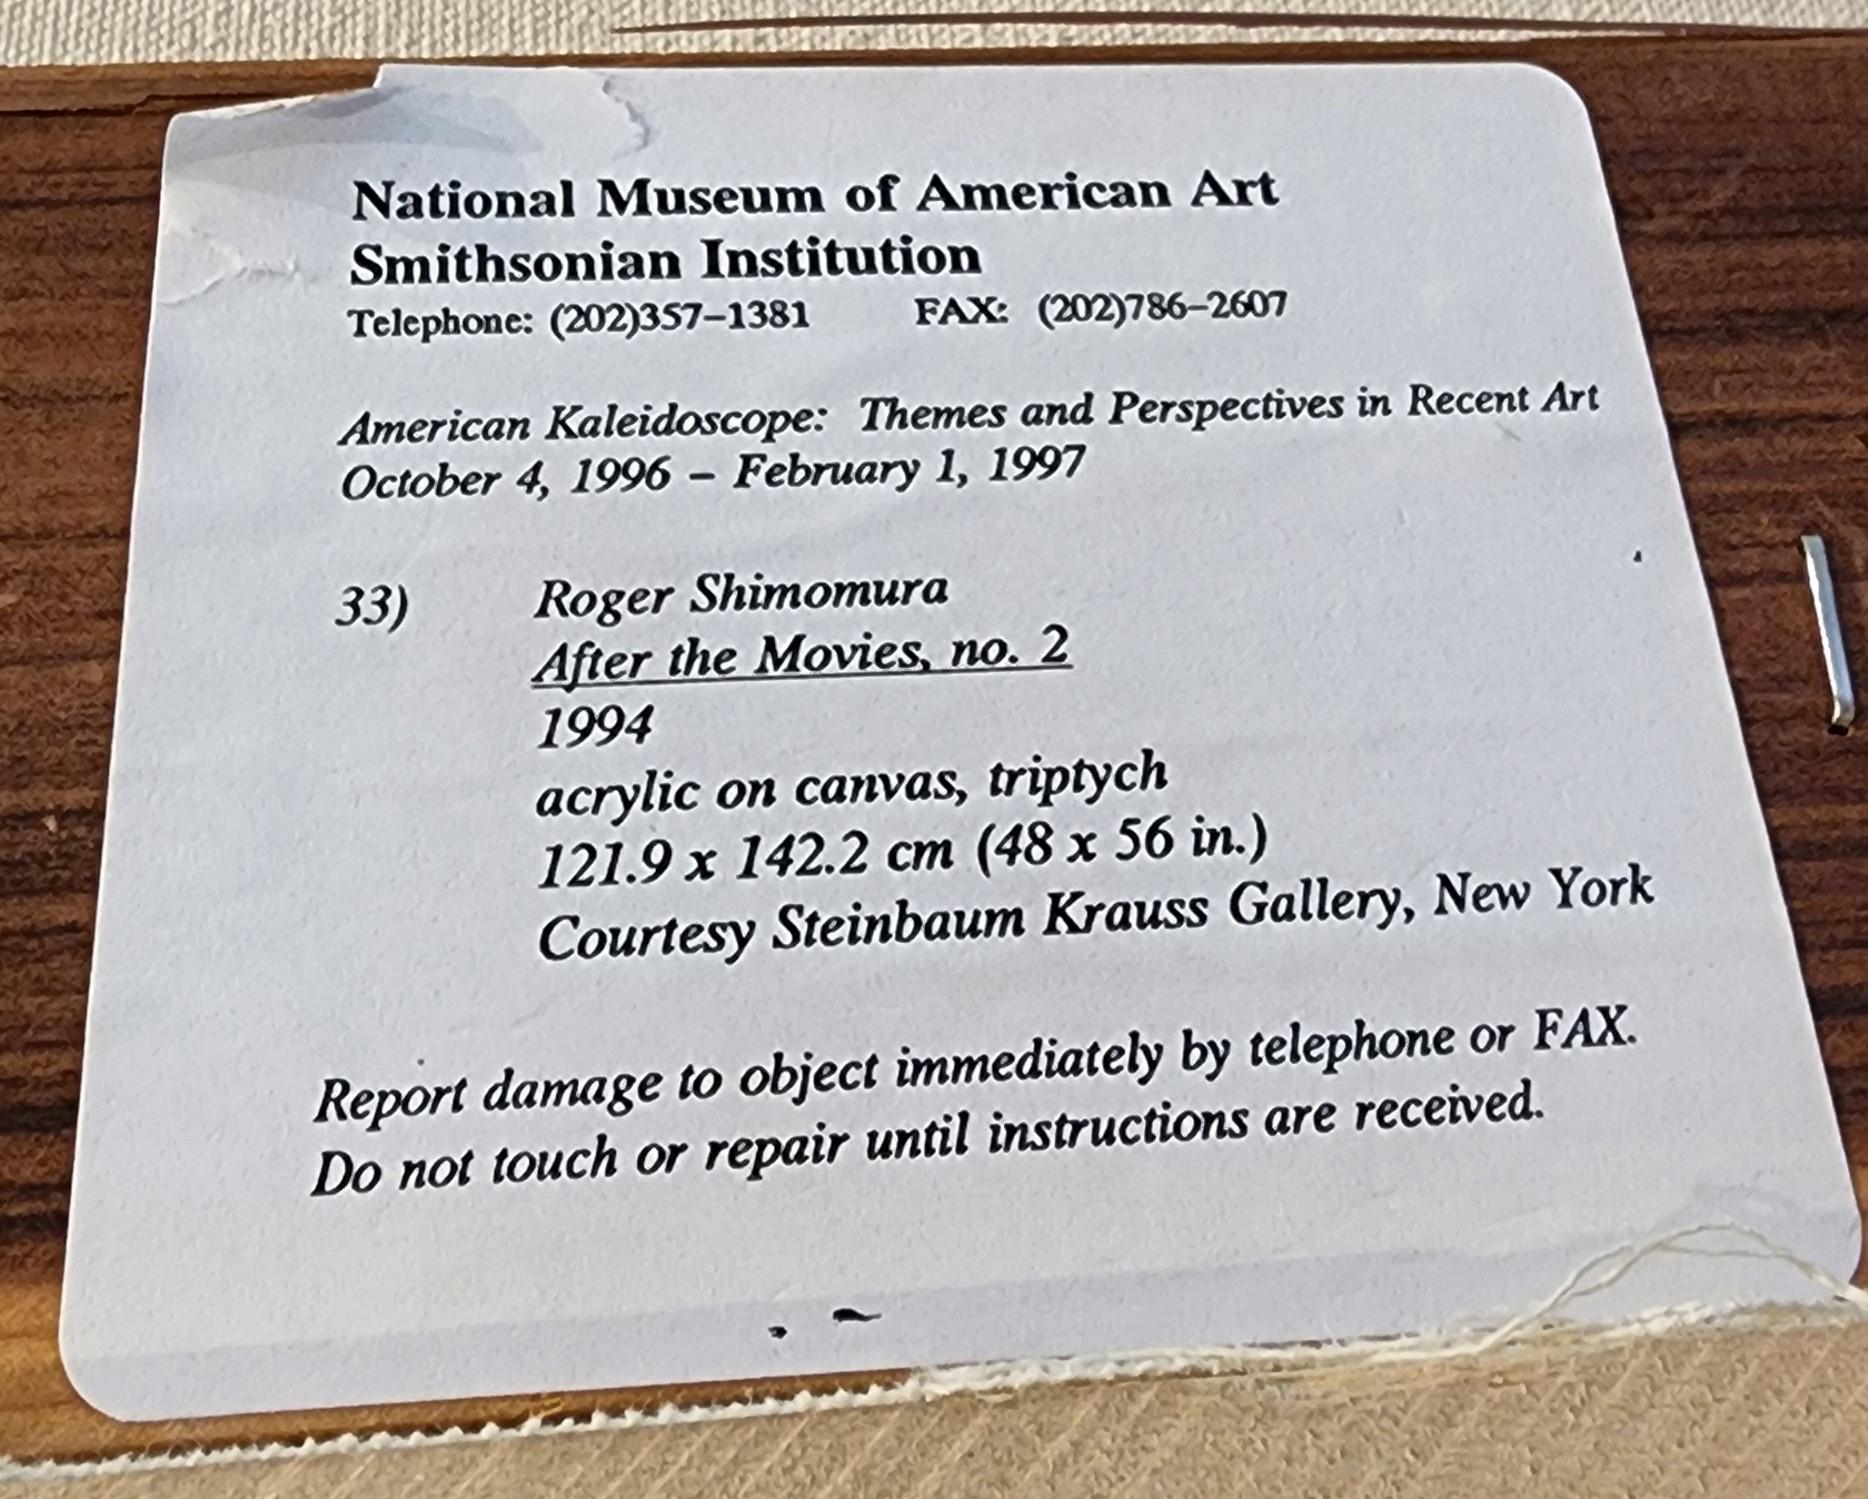 National Museum of American Art
Smithsonian Institution
Telephone: (202)357-1381 FAX: (202)786-2607
American Kaleidoscope: Themes and Perspectives in Recent Art
October 4, 1996 - February 1, 1997
33) Roger Shimomura
After the Movies, no. 2
1994
acrylic on canvas, triptych
121.9 x 142.2 cm (48 x 56 in.)
Courtesy Steinbaum Krauss Gallery, New York
Report damage to object immediately by telephone or FAX.
Do not touch or repair until instructions are received.